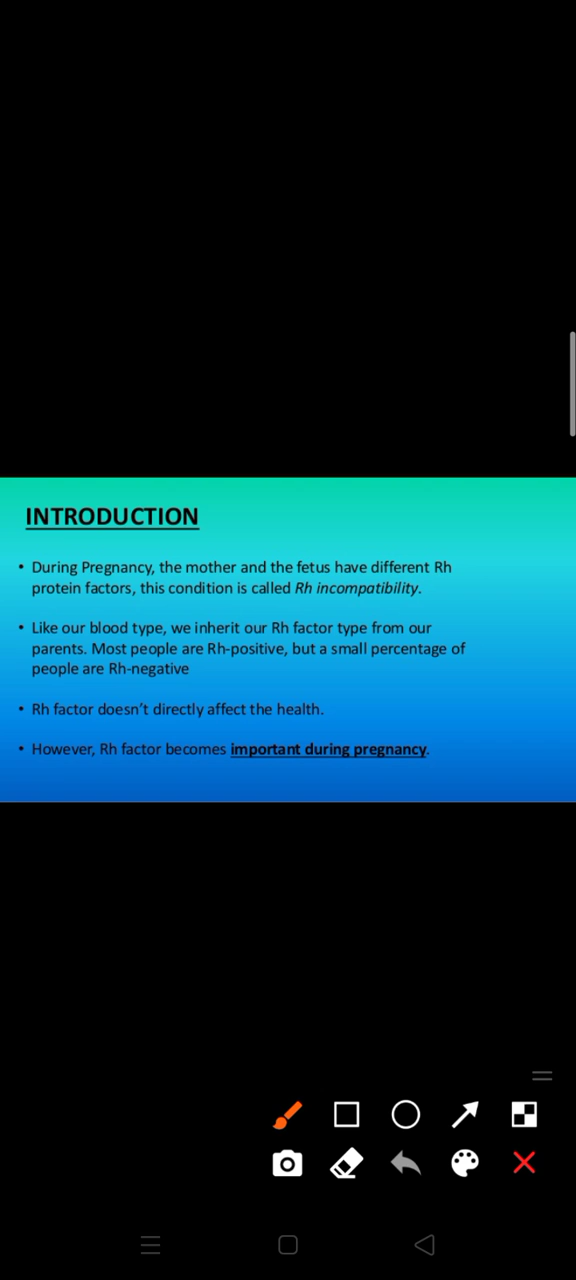 INTRODUCTION
• During Pregnancy, the mother and the fetus have different Rh
protein factors, this condition is called Rh incompatibility.
• Like our blood type, we inherit our Rh factor type from our
parents. Most people are Rh-positive, but a small percentage of
people are Rh-negative
• Rh factor doesn’t directly affect the health.
• However, Rh factor becomes important during pregnancy.